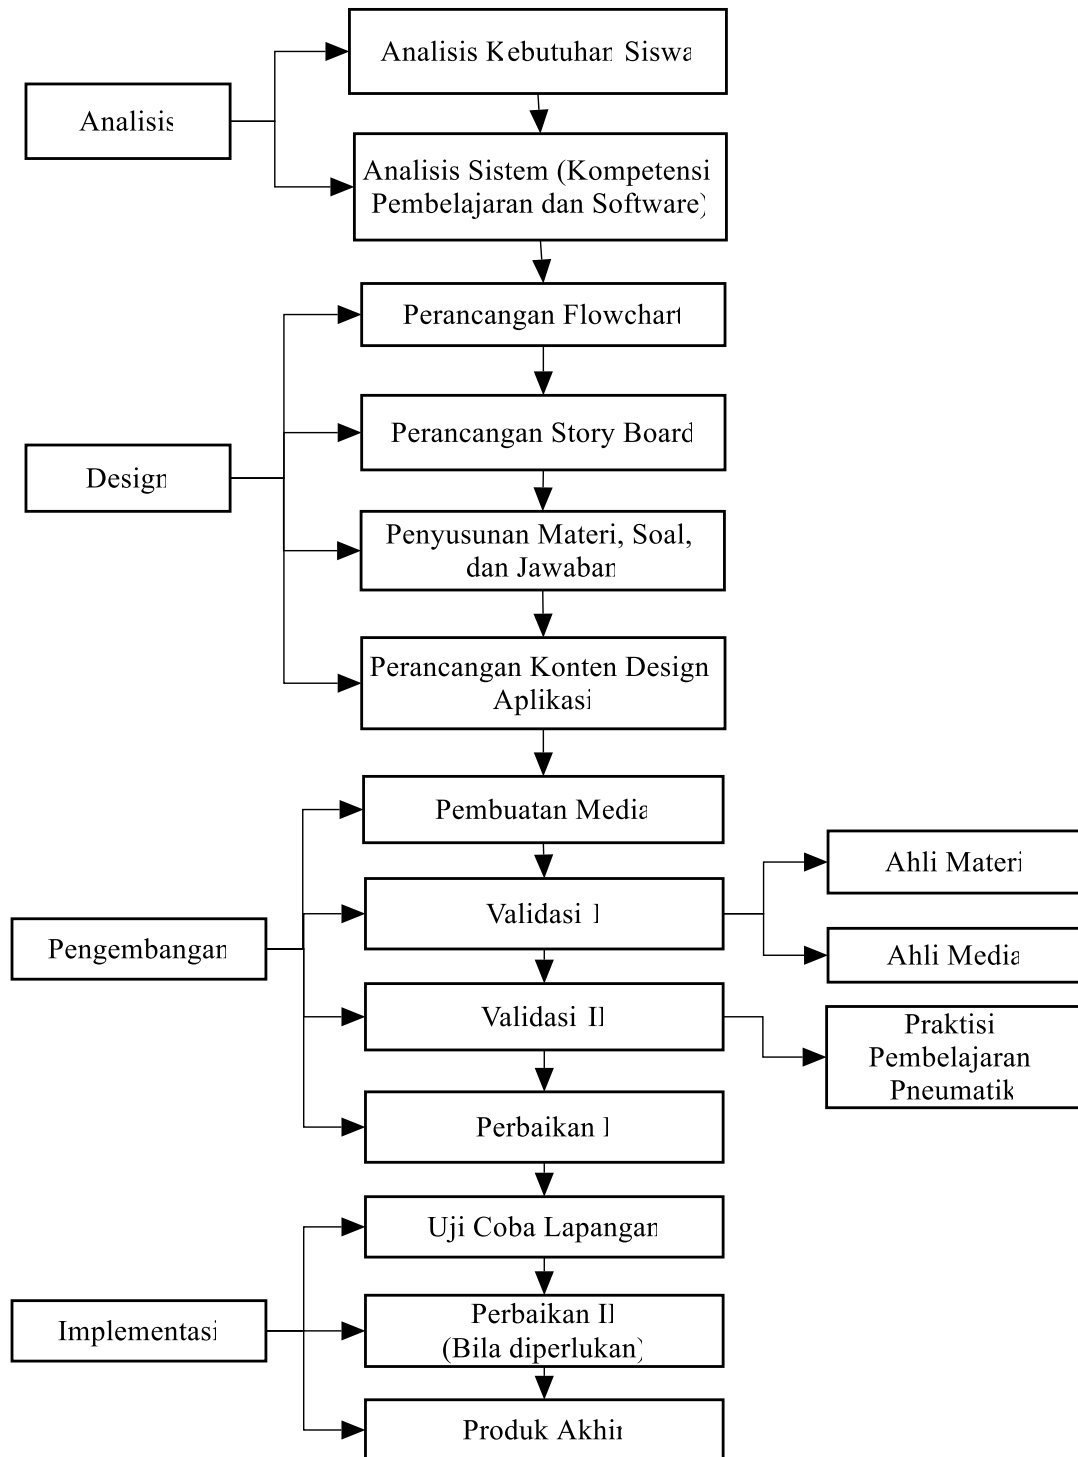 Analisis Kebutuhan Siswa
Analisis
Analisis Sistem (Kompetensi
Pembelajaran dan Software)
Perancangan Flowchart
Perancangan Story Board
Design
Penyusunan Materi, Soal,
dan Jawaban
Perancangan Konten Design
Aplikasi
Pembuatan Media
Ahli Materi
Validasi I
Pengembangan
Ahli Media
Validasi II
Praktisi
Pembelajaran
Pneumatik
Perbaikan I
Uji Coba Lapangan
Implementasi
Perbaikan II
(Bila diperlukan)
Produk Akhir